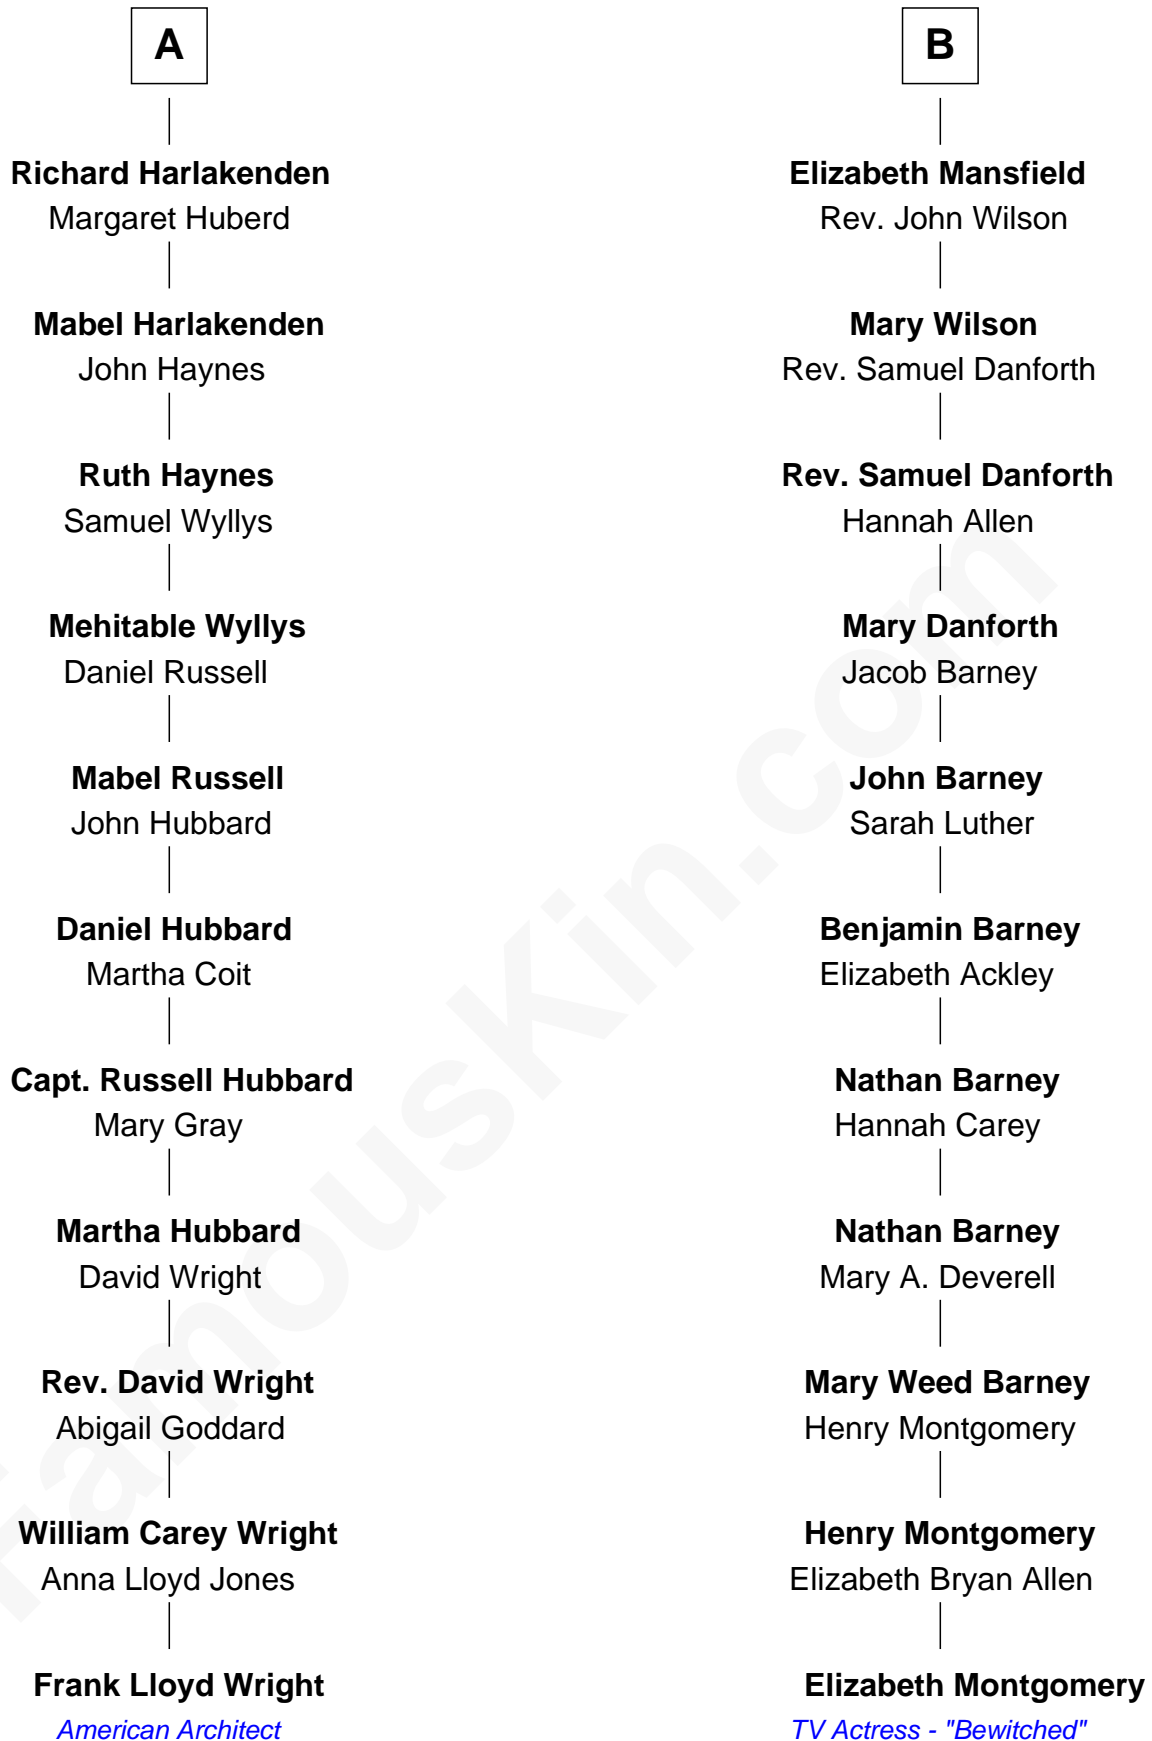 A
Richard Harlakenden
Margaret Huberd
Mabel Harlakenden
John Haynes
Ruth Haynes
Samuel Wyllys
Mehitable Wyllys
Daniel Russell
Mabel Russell
John Hubbard
Daniel Hubbard
Martha Coit
Capt. Russell Hubbard
Mary Gray
Martha Hubbard
David Wright
Rev. David Wright
Abigail Goddard
William Carey Wright
Anna Lloyd Jones
Frank Lloyd Wright
American Architect
B
Elizabeth Mansfield
Rev. John Wilson
Mary Wilson
Rev. Samuel Danforth
Rev. Samuel Danforth
Hannah Allen
Mary Danforth
Jacob Barney
John Barney
Sarah Luther
Benjamin Barney
Elizabeth Ackley
Nathan Barney
Hannah Carey
Nathan Barney
Mary A. Deverell
Mary Weed Barney
Henry Montgomery
Henry Montgomery
Elizabeth Bryan Allen
Elizabeth Montgomery
TV Actress - "Bewitched"
FamousKin.com